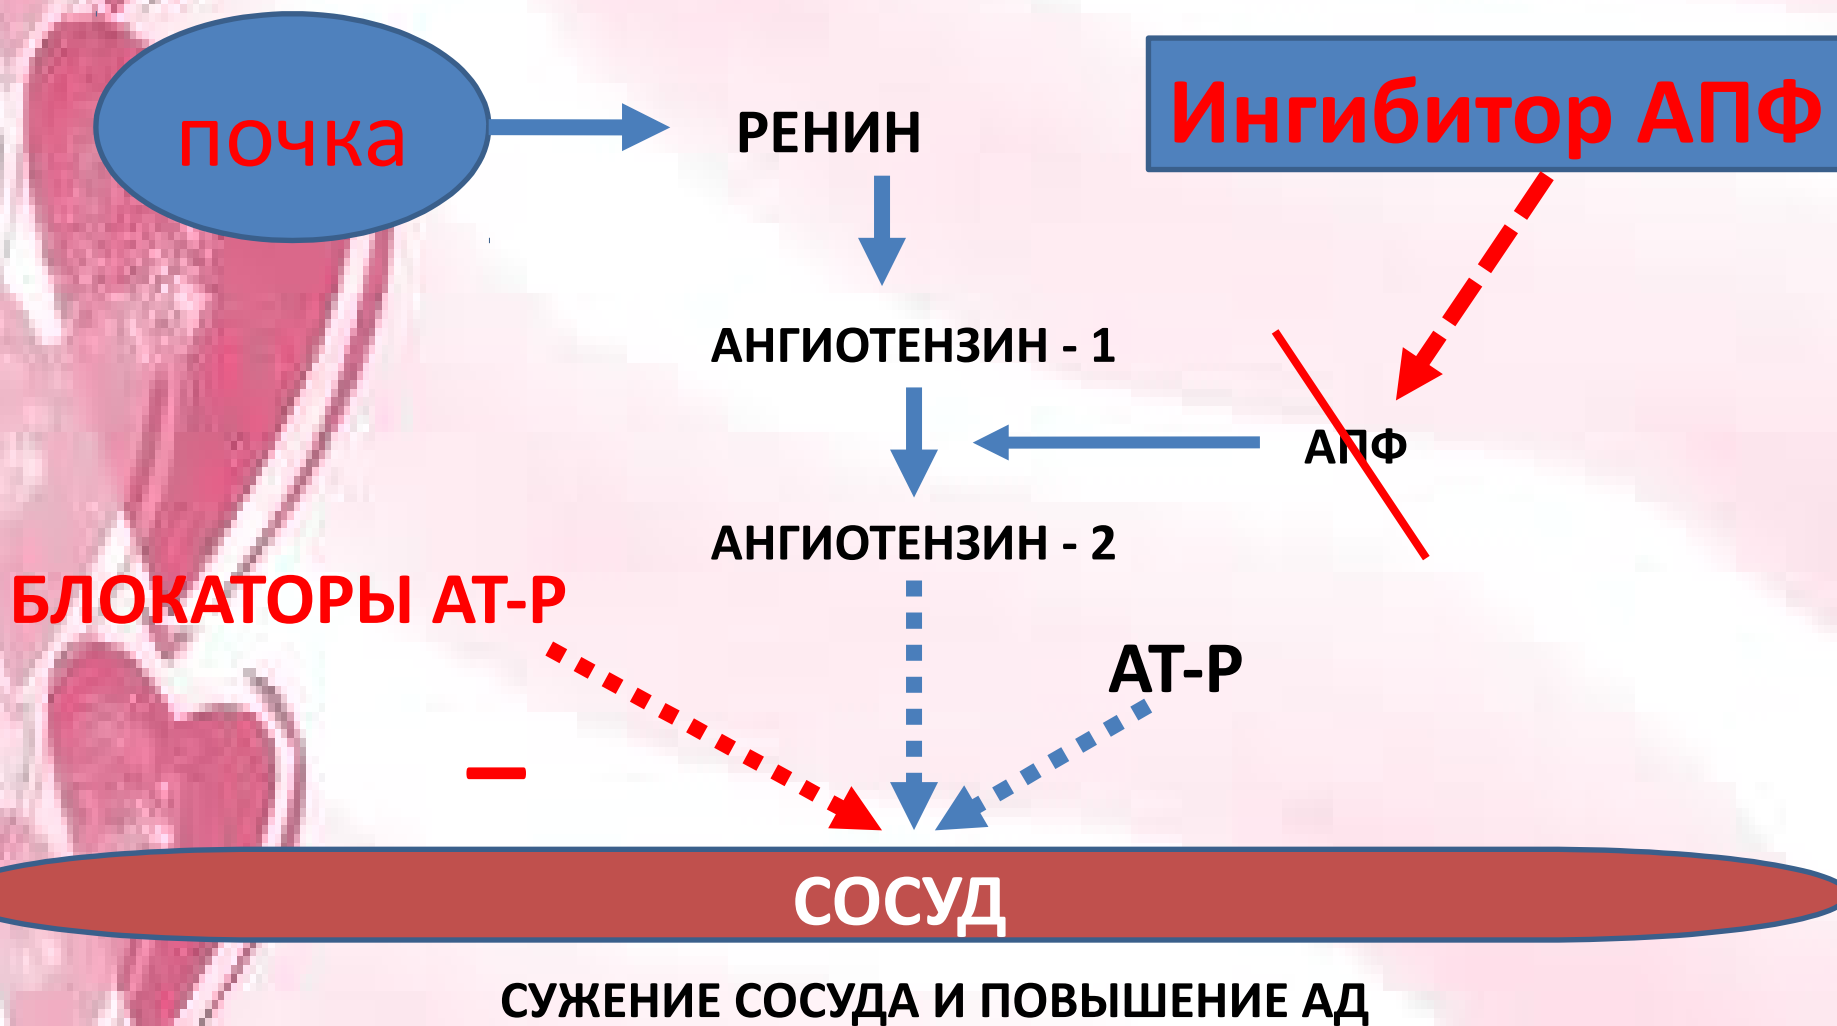 почка
РЕНИН
Ингибитор АПФ
АНГИОТЕНЗИН - 1
АПФ
АНГИОТЕНЗИН - 2
БЛОКАТОРЫ АТ-Р
АТ-Р
–
СОСУД
СУЖЕНИЕ СОСУДА И ПОВЫШЕНИЕ АД